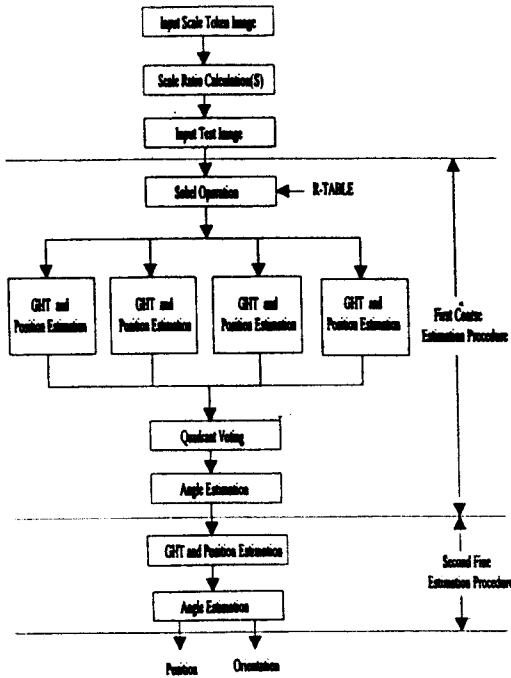 Input Scale Token Image
Scale Ratio Calculation(S)
Input Test Image
Sobel Operation
R-TABLE
GHT and
Position Estimation
GHT and
Position Estimation
GHT and
Position Estimation
GHT and
Position Estimation
First Coarse
Estimation Procedure
Quadrant Voting
Angle Estimation
GHT and Position Estimation
Second Fine
Estimation Procedure
Angle Estimation
Position
Orientation